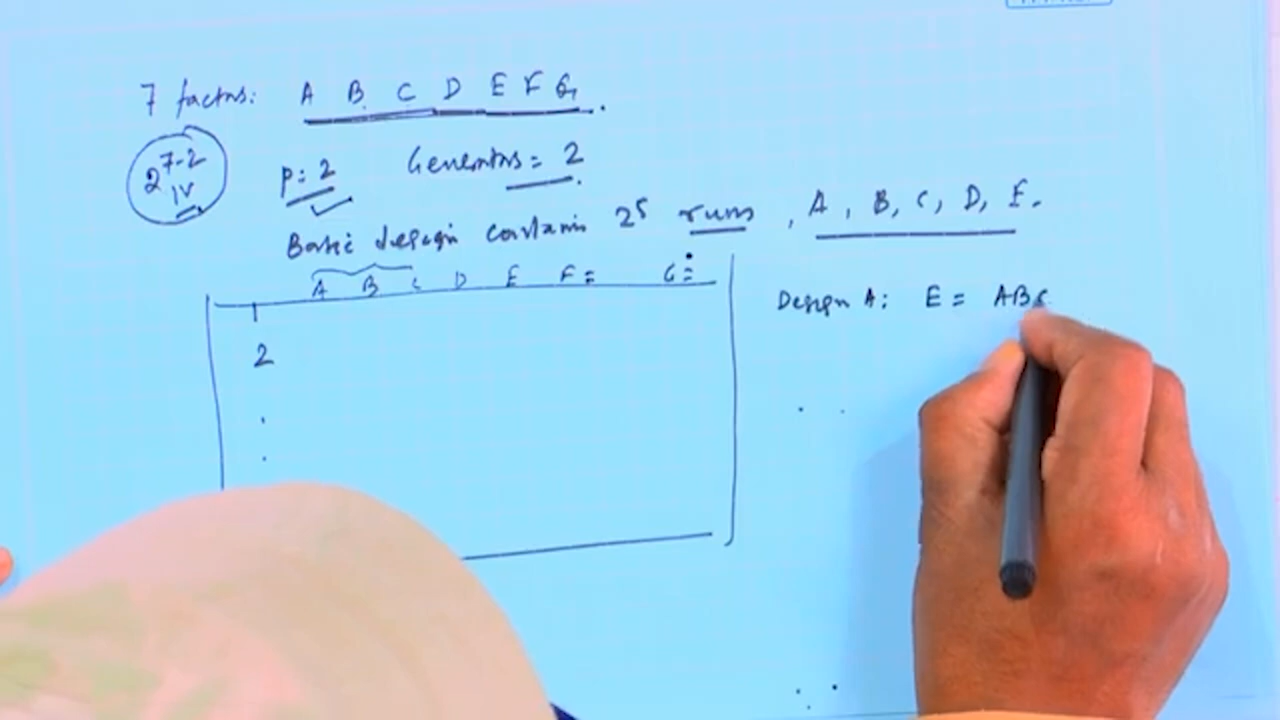 7 factors: A B C D E F G
2^7-2 IV P: 2 Generators = 2
Basic design contains 2^5 runs, A, B, C, D, E.
A B C D E F = G =
1
2
Design A: E = ABC